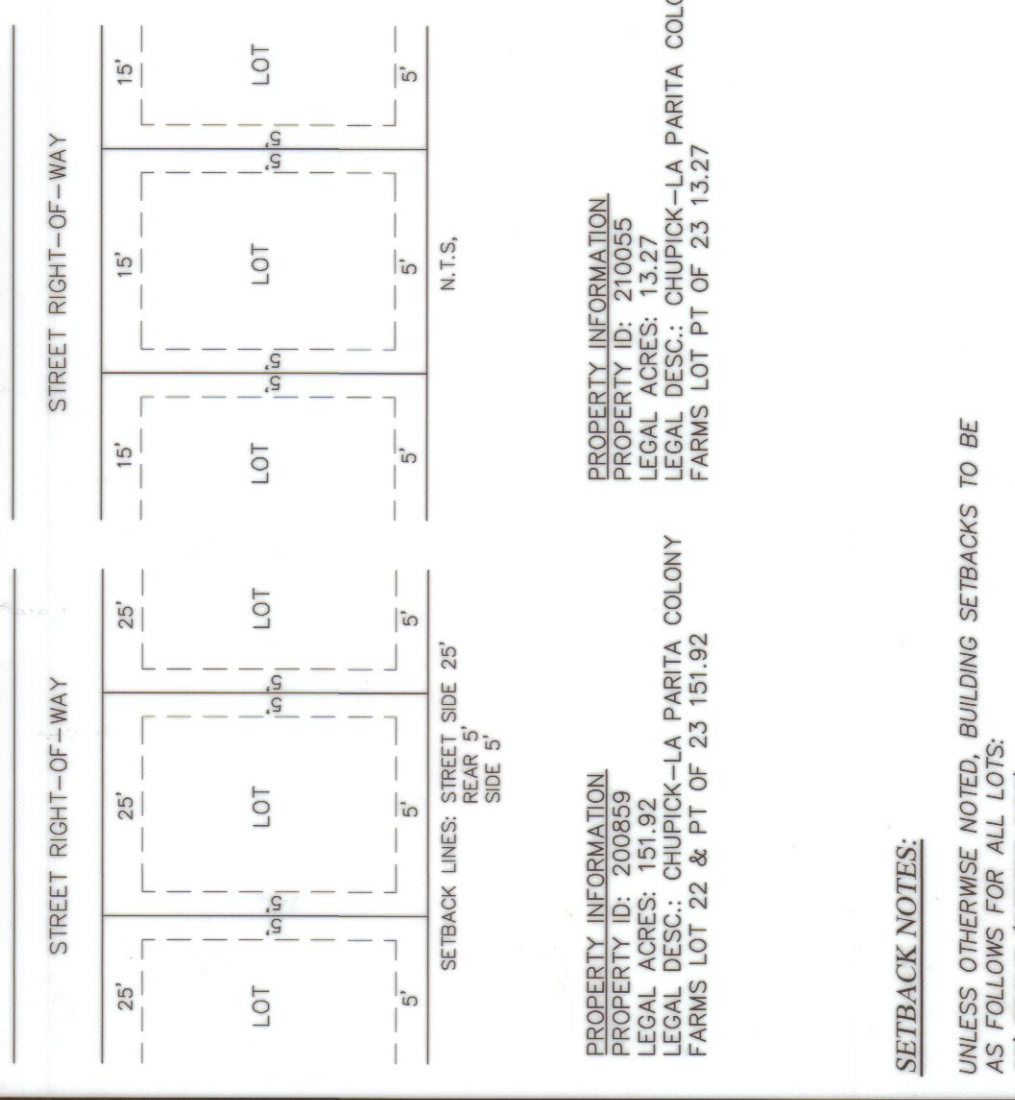 STREET RIGHT-OF-WAY
25' 25' 25'
LOT 5' 5' LOT 5' 5' LOT
5' 5' 5'
SETBACK LINES: STREET SIDE 25'
REAR 5'
SIDE 5'
STREET RIGHT-OF-WAY
15' 15' 15'
LOT 5' 5' LOT 5' 5' LOT
5' 5' 5'
N.T.S,
PROPERTY INFORMATION
PROPERTY ID: 200859
LEGAL ACRES: 151.92
LEGAL DESC.: CHUPICK-LA PARITA COLONY
FARMS LOT 22 & PT OF 23 151.92
PROPERTY INFORMATION
PROPERTY ID: 210055
LEGAL ACRES: 13.27
LEGAL DESC.: CHUPICK-LA PARITA COLO
FARMS LOT PT OF 23 13.27
SETBACK NOTES:
UNLESS OTHERWISE NOTED, BUILDING SETBACKS TO BE
AS FOLLOWS FOR ALL LOTS: